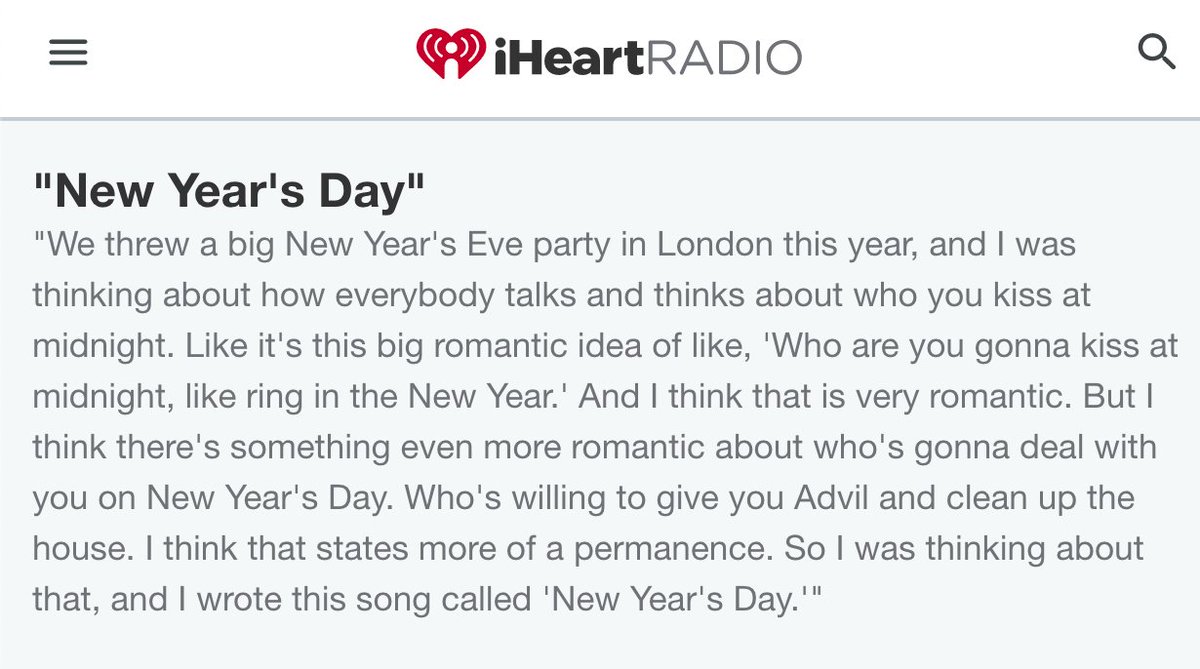 iHeartRADIO
"New Year's Day"
"We threw a big New Year's Eve party in London this year, and I was
thinking about how everybody talks and thinks about who you kiss at
midnight. Like it's this big romantic idea of like, 'Who are you gonna kiss at
midnight, like ring in the New Year.' And I think that is very romantic. But I
think there's something even more romantic about who's gonna deal with
you on New Year's Day. Who's willing to give you Advil and clean up the
house. I think that states more of a permanence. So I was thinking about
that, and I wrote this song called 'New Year's Day.'"